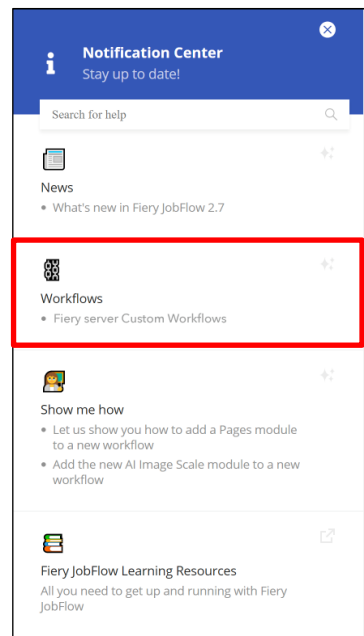 Notification Center
Stay up to date!
Search for help
News
• What's new in Fiery JobFlow 2.7
Workflows
• Fiery server Custom Workflows
Show me how
• Let us show you how to add a Pages module
to a new workflow
• Add the new AI Image Scale module to a new
workflow
Fiery JobFlow Learning Resources
All you need to get up and running with Fiery
JobFlow